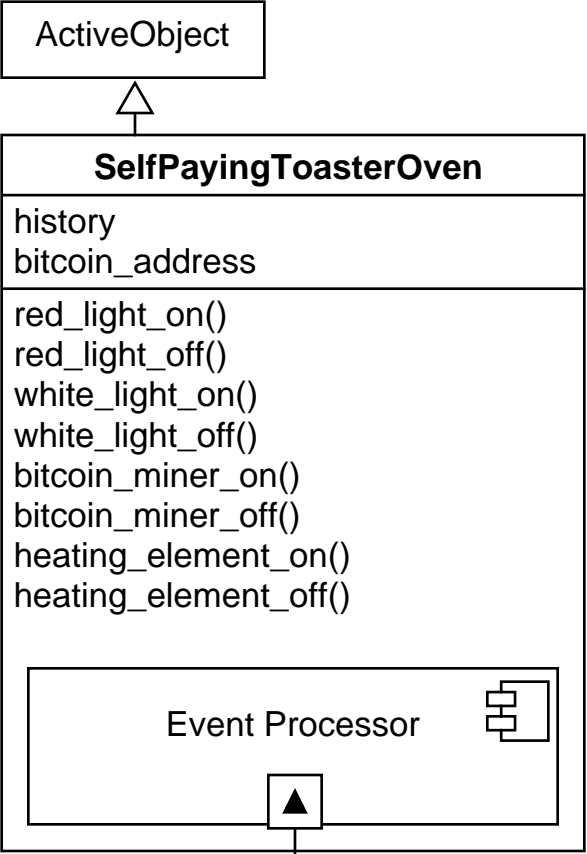 ActiveObject
SelfPayingToasterOven
history
bitcoin_address
red_light_on()
red_light_off()
white_light_on()
white_light_off()
bitcoin_miner_on()
bitcoin_miner_off()
heating_element_on()
heating_element_off()
Event Processor